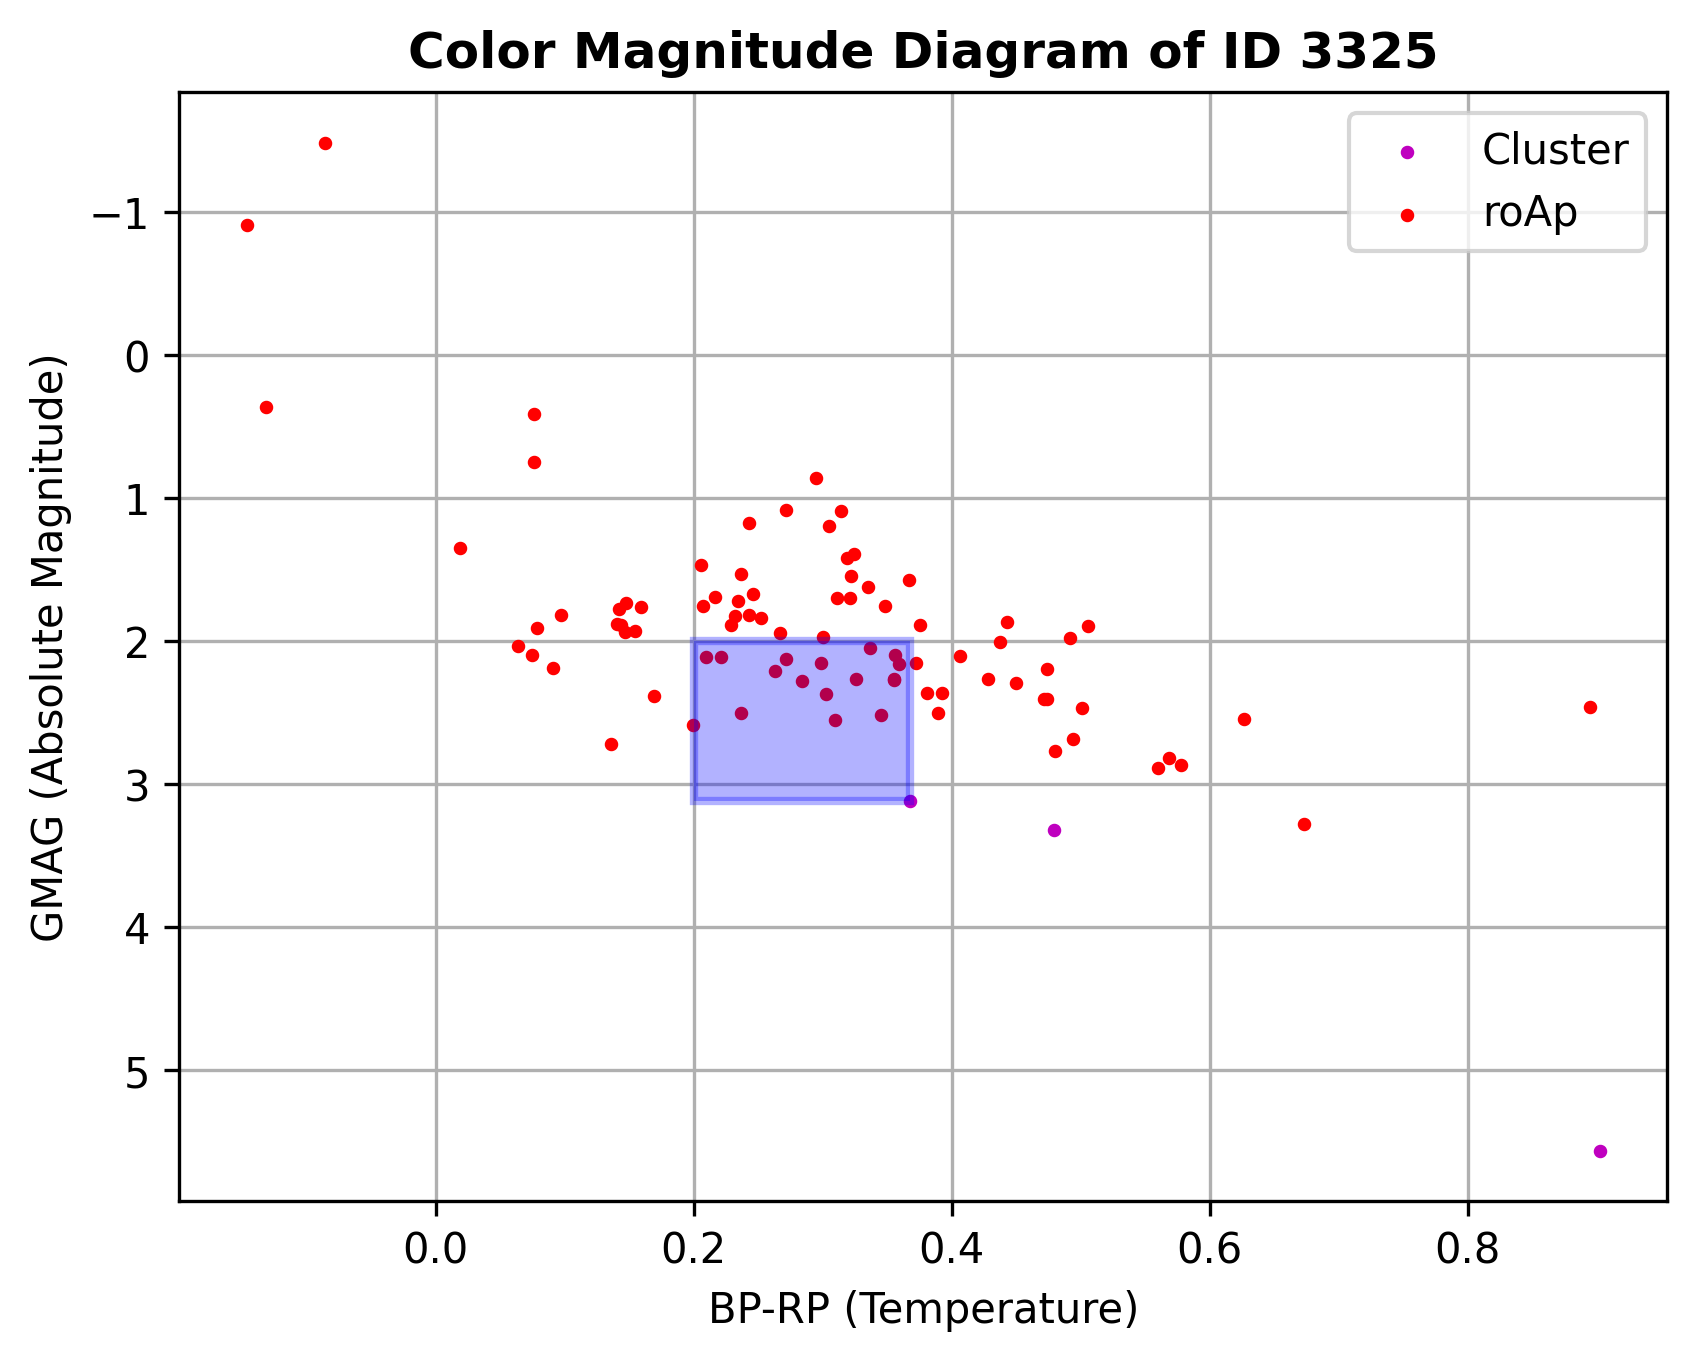 Color Magnitude Diagram of ID 3325
Cluster
roAp
GMAG (Absolute Magnitude)
−1
0
1
2
3
4
5
0.0 0.2 0.4 0.6 0.8
BP-RP (Temperature)